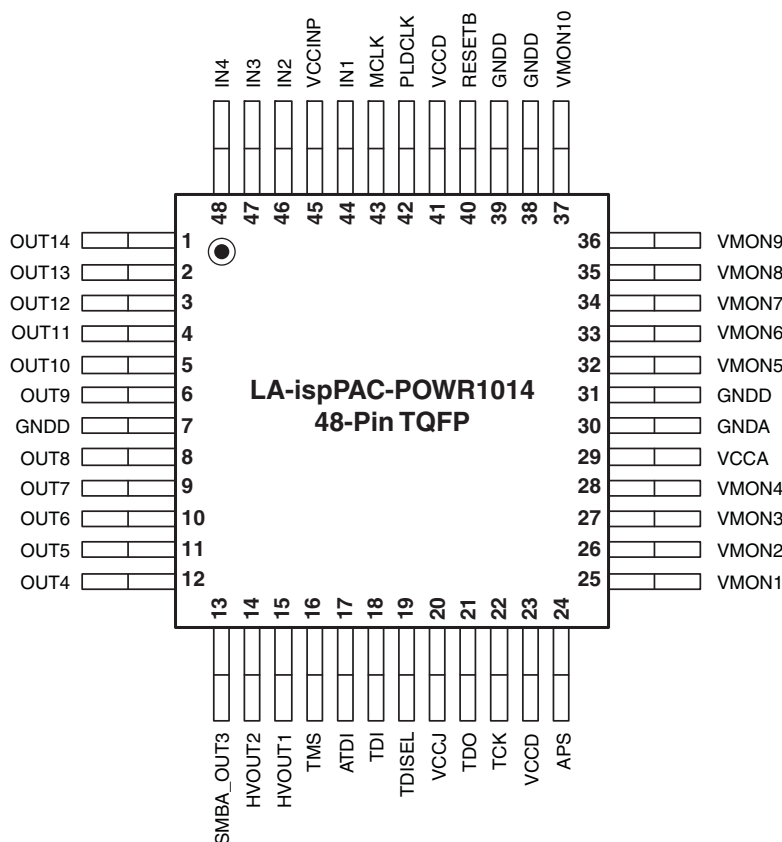 IN4
IN3
IN2
VCCINP
IN1
MCLK
PLDCLK
VCCD
RESETB
GNDD
GNDD
VMON10
48
47
46
45
44
43
42
41
40
39
38
37
OUT14 1
OUT13 2
OUT12 3
OUT11 4
OUT10 5
OUT9 6
GNDD 7
OUT8 8
OUT7 9
OUT6 10
OUT5 11
OUT4 12
LA-ispPAC-POWR1014
48-Pin TQFP
36 VMON9
35 VMON8
34 VMON7
33 VMON6
32 VMON5
31 GNDD
30 GNDA
29 VCCA
28 VMON4
27 VMON3
26 VMON2
25 VMON1
13
14
15
16
17
18
19
20
21
22
23
24
SMBA_OUT3
HVOUT2
HVOUT1
TMS
ATDI
TDI
TDISEL
VCCJ
TDO
TCK
VCCD
APS